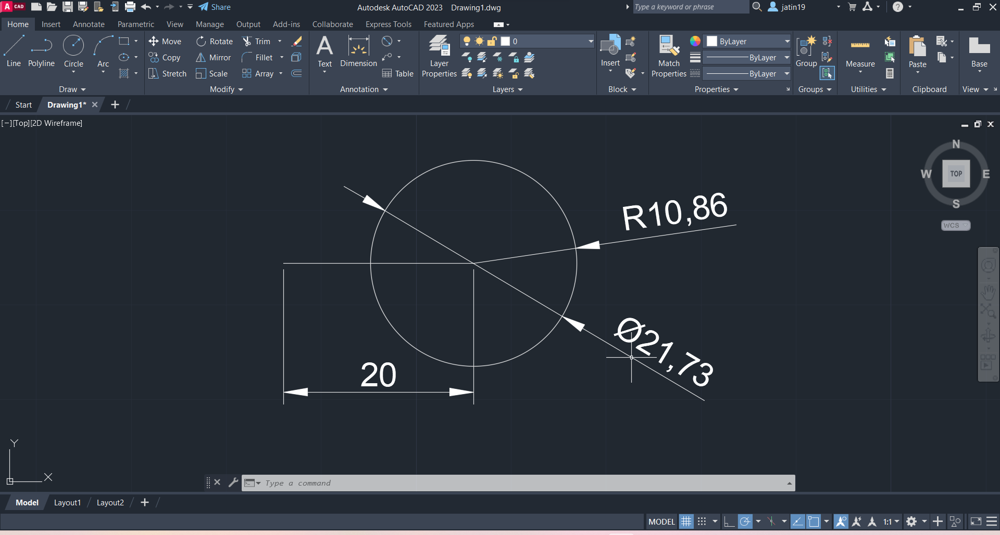 A CAD Share Autodesk AutoCAD 2023 Drawing1.dwg Type a keyword or phrase jatin19 ?
Home Insert Annotate Parametric View Manage Output Add-ins Collaborate Express Tools Featured Apps
Line Polyline Circle Arc
Move Rotate Trim
Copy Mirror Fillet
Stretch Scale Array
Text Dimension Table
Layer Properties
0
Insert
Match Properties
ByLayer
ByLayer
ByLayer
Group
Measure
Paste
Base
Draw Modify Annotation Layers Block Properties Groups Utilities Clipboard View
Start Drawing1* +
[−][Top][2D Wireframe]
N
W TOP E
S
WCS
R10,86
Ø21,73
20
Y
X
Type a command
Model Layout1 Layout2 +
MODEL 1:1